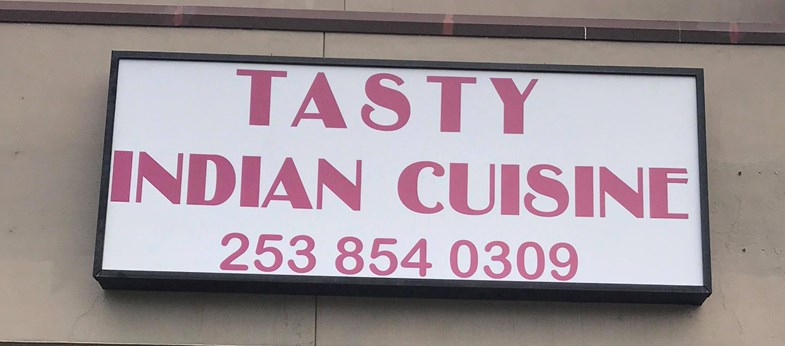 TASTY
INDIAN CUISINE
253 854 0309